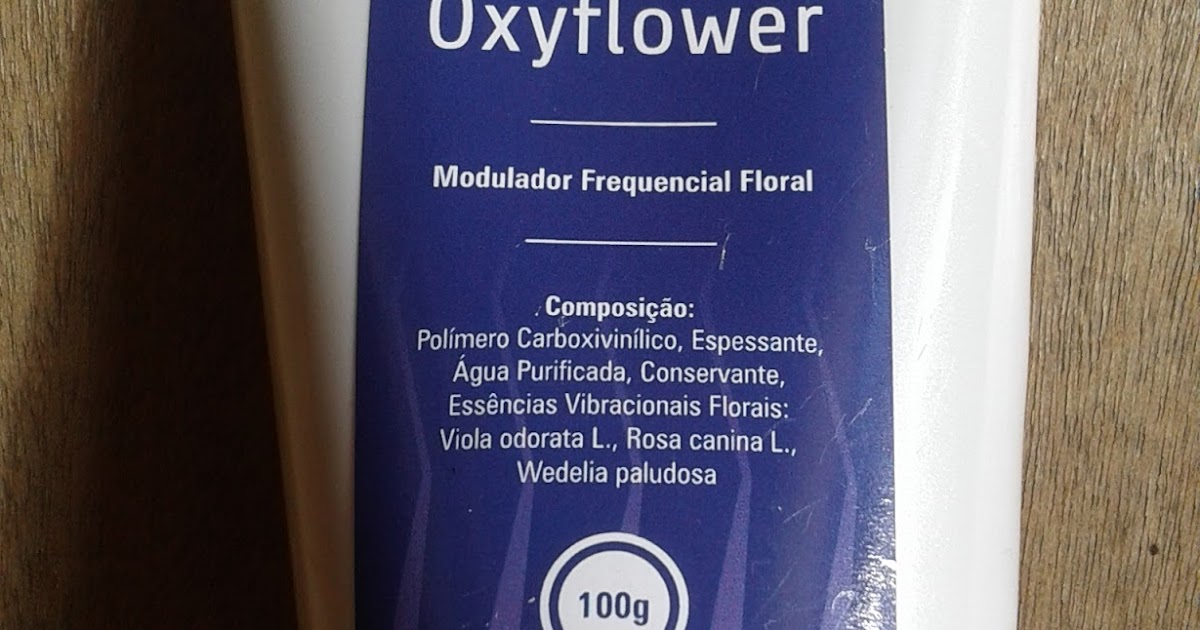 Oxyflower
Modulador Frequencial Floral
Composição:
Polímero Carboxivinílico, Espessante,
Água Purificada, Conservante,
Essências Vibracionais Florais:
Viola odorata L., Rosa canina L.,
Wedelia paludosa
100g